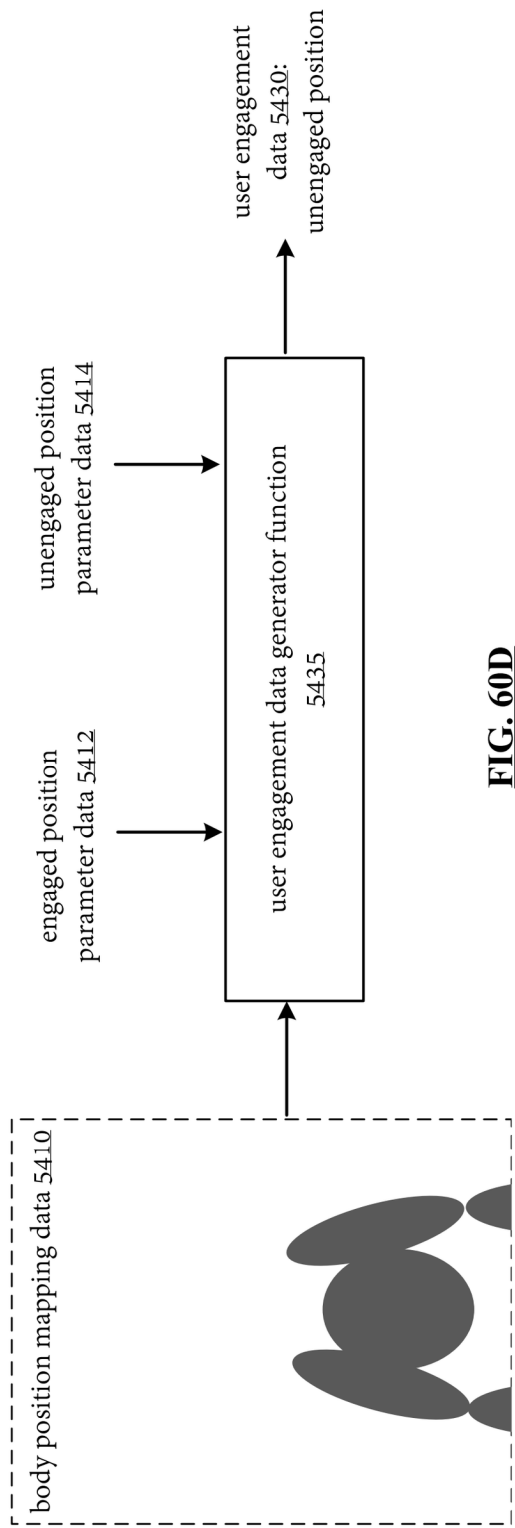 body position mapping data 5410
engaged position
parameter data 5412
unengaged position
parameter data 5414
user engagement data generator function
5435
user engagement
data 5430:
unengaged position
FIG. 60D